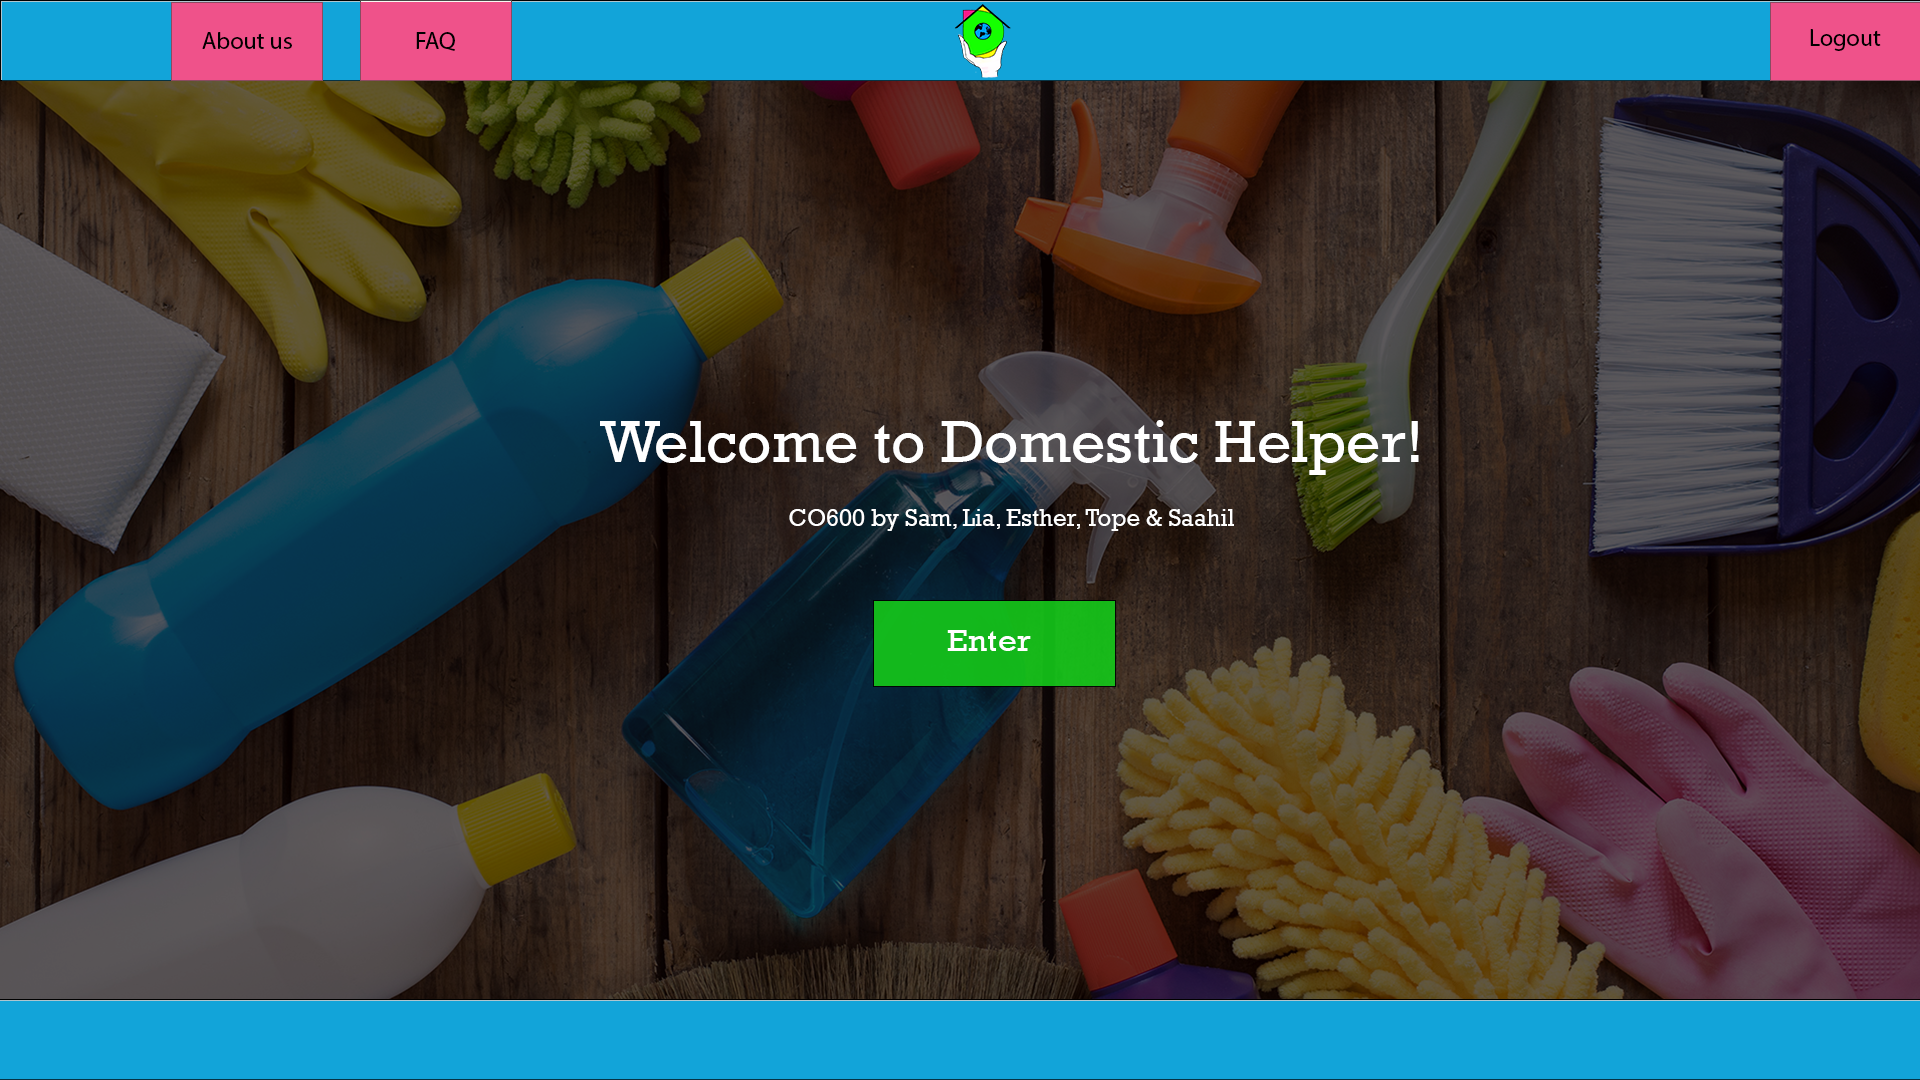 About us
FAQ
Logout
Welcome to Domestic Helper!
CO600 by Sam, Lia, Esther, Tope & Saahil
Enter